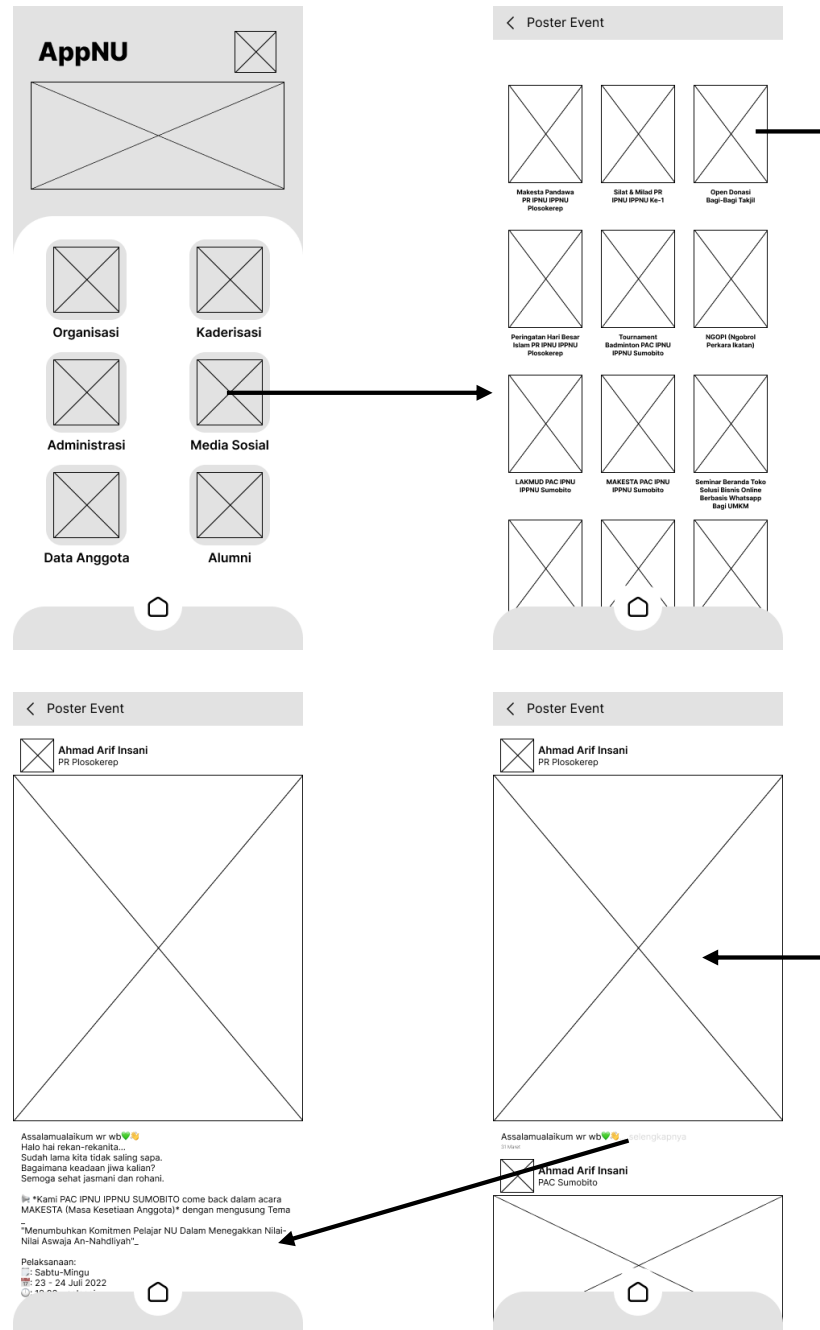 AppNU
Organisasi
Kaderisasi
Administrasi
Media Sosial
Data Anggota
Alumni
Poster Event
Makesta Pandawa
PR IPNU IPPNU
Plosokerep
Silat & Milad PR
IPNU IPPNU Ke-1
Open Donasi
Bagi-Bagi Takjil
Peringatan Hari Besar
Islam PR IPNU IPPNU
Plosokerep
Tournament
Badminton PAC IPNU
IPPNU Sumobito
NGOPI (Ngobrol
Perkara Ikatan)
LAKMUD PAC IPNU
IPPNU Sumobito
MAKESTA PAC IPNU
IPPNU Sumobito
Seminar Beranda Toko
Solusi Bisnis Online
Berbasis Whatsapp
Bagi UMKM
Poster Event
Ahmad Arif Insani
PR Plosokerep
Assalamualaikum wr wb💚👋
Halo hai rekan-rekanita...
Sudah lama kita tidak saling sapa.
Bagaimana keadaan jiwa kalian?
Semoga sehat jasmani dan rohani.
*Kami PAC IPNU IPPNU SUMOBITO come back dalam acara
MAKESTA (Masa Kesetiaan Anggota)* dengan mengusung Tema
_
"Menumbuhkan Komitmen Pelajar NU Dalam Menegakkan Nilai-
Nilai Aswaja An-Nahdliyah"_
Pelaksanaan:
: Sabtu-Mingu
📅: 23 - 24 Juli 2022
Poster Event
Ahmad Arif Insani
PR Plosokerep
Assalamualaikum wr wb💚👋 selengkapnya
31 Maret
Ahmad Arif Insani
PAC Sumobito